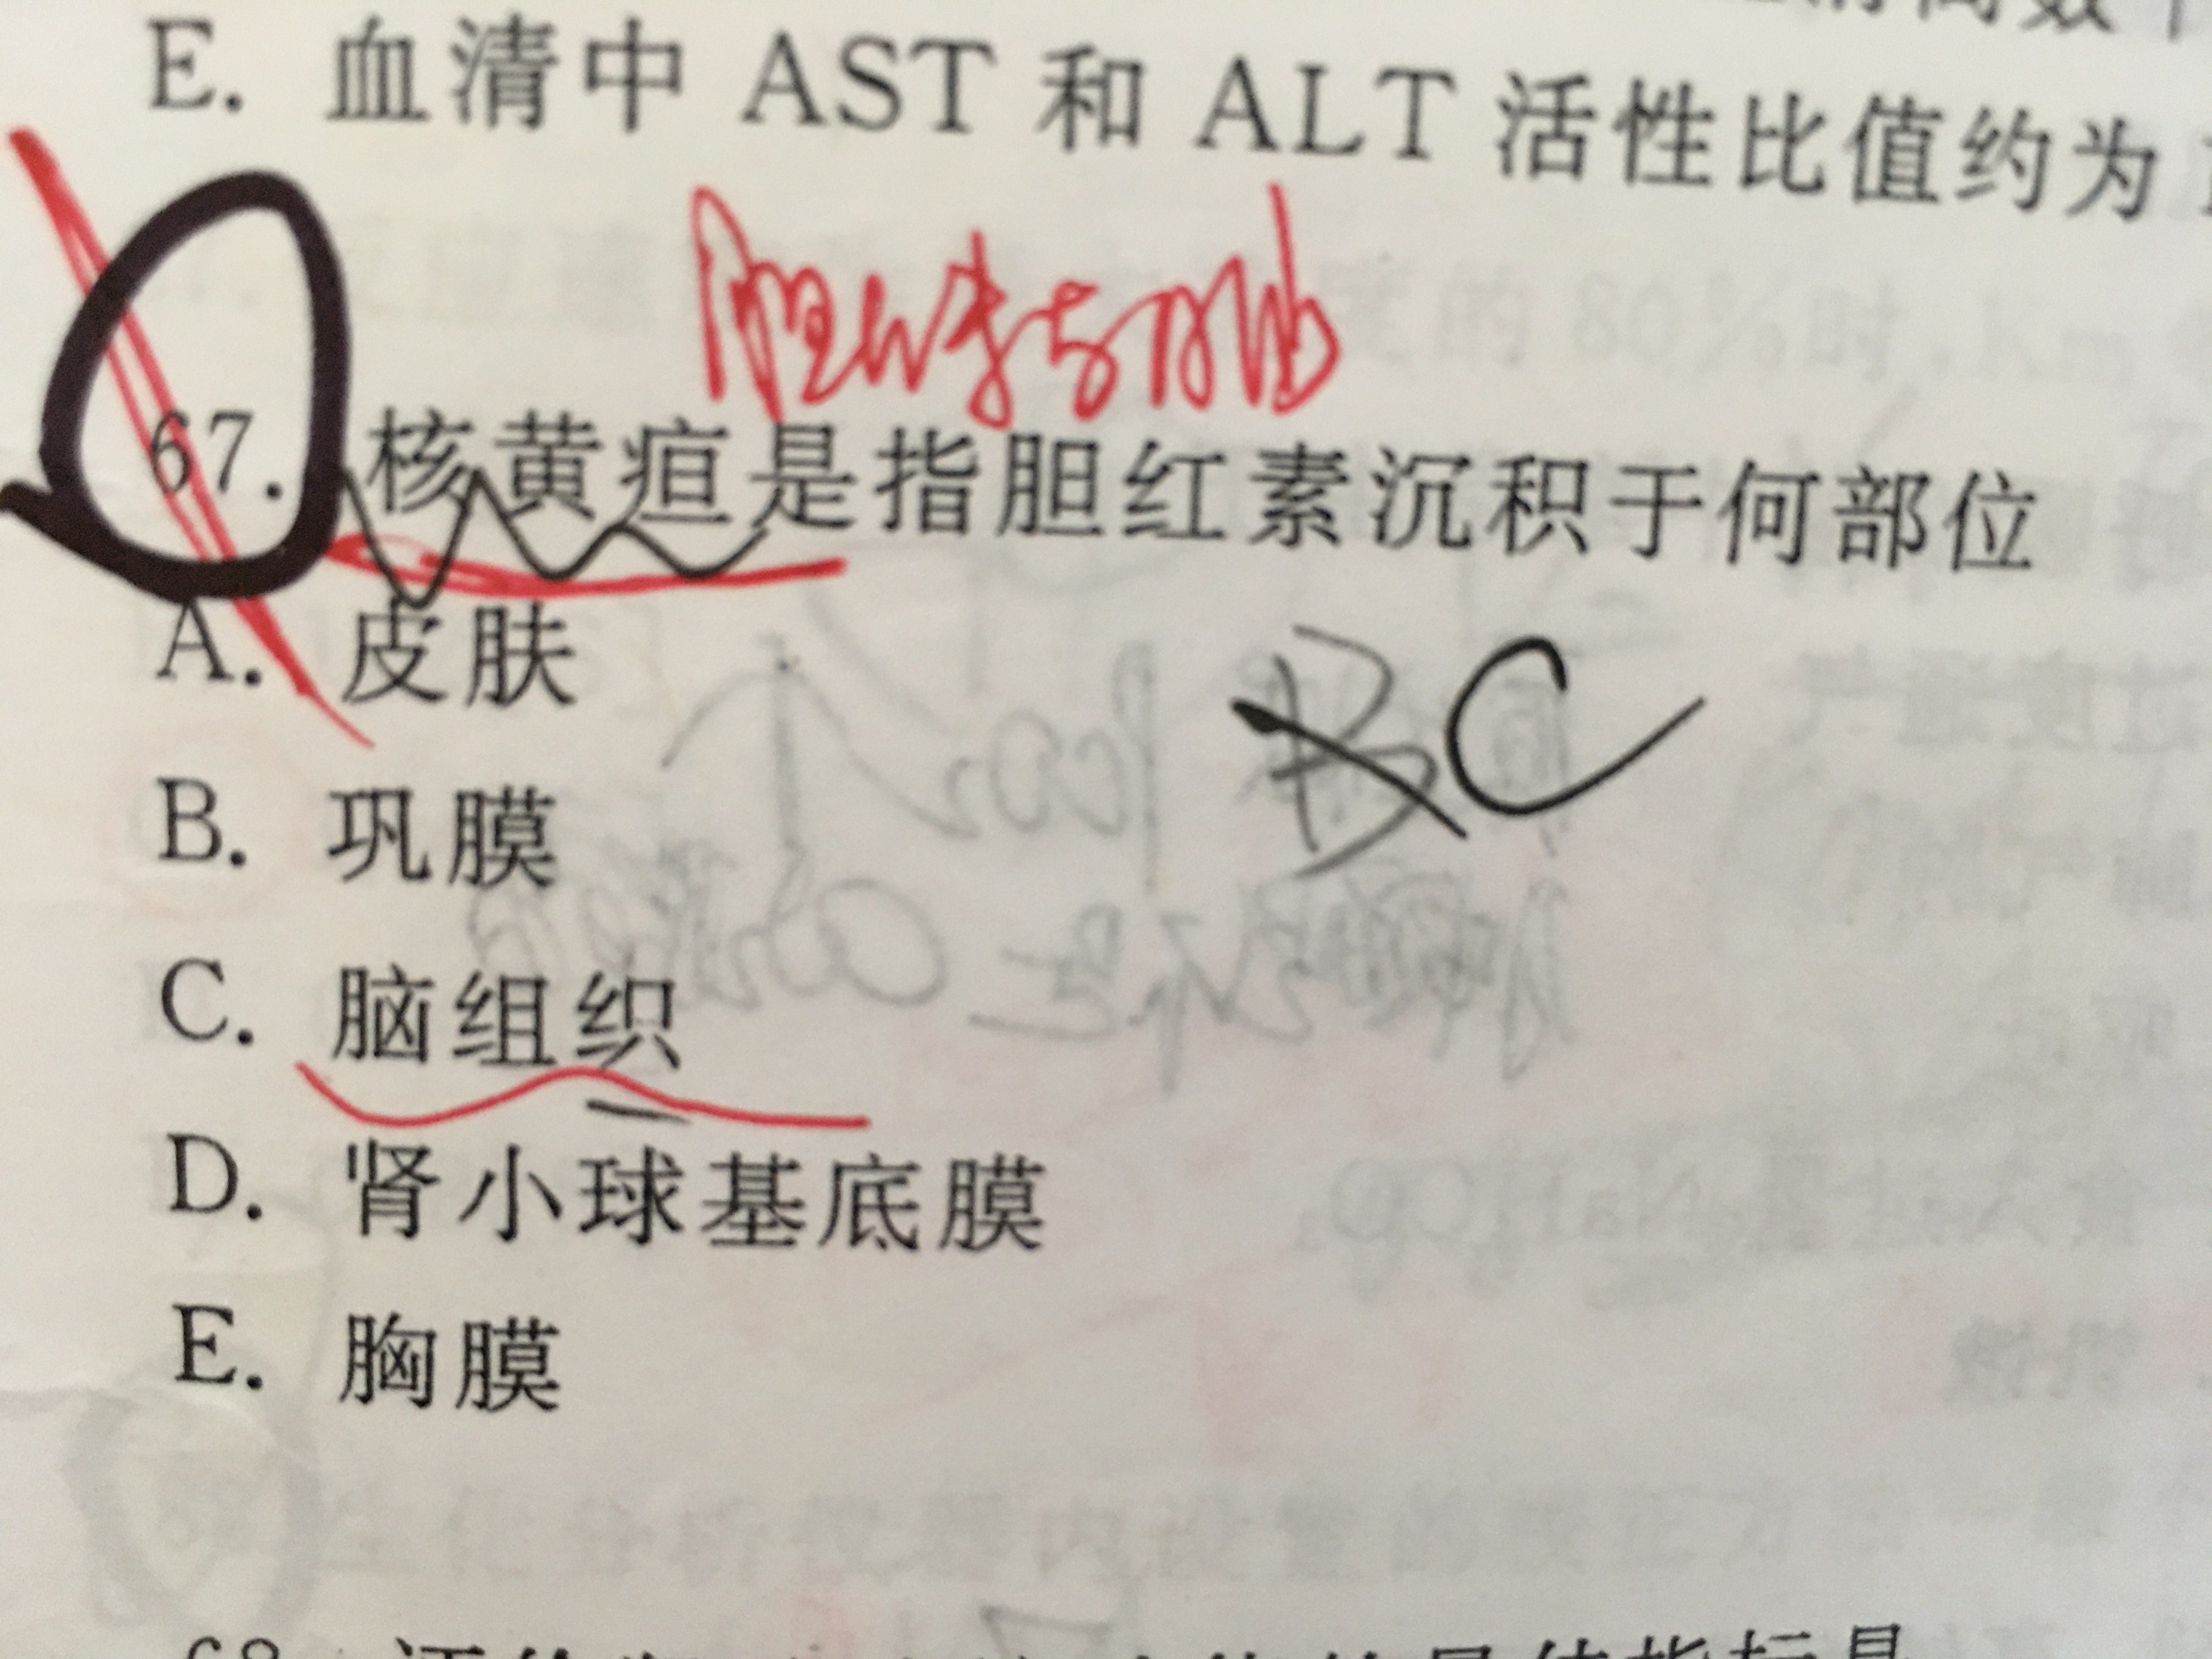 E. 血清中 AST 和 ALT 活性比值约为
67. 核黄疸是指胆红素沉积于何部位
A. 皮肤
B. 巩膜
C. 脑组织
D. 肾小球基底膜
E. 胸膜
B C